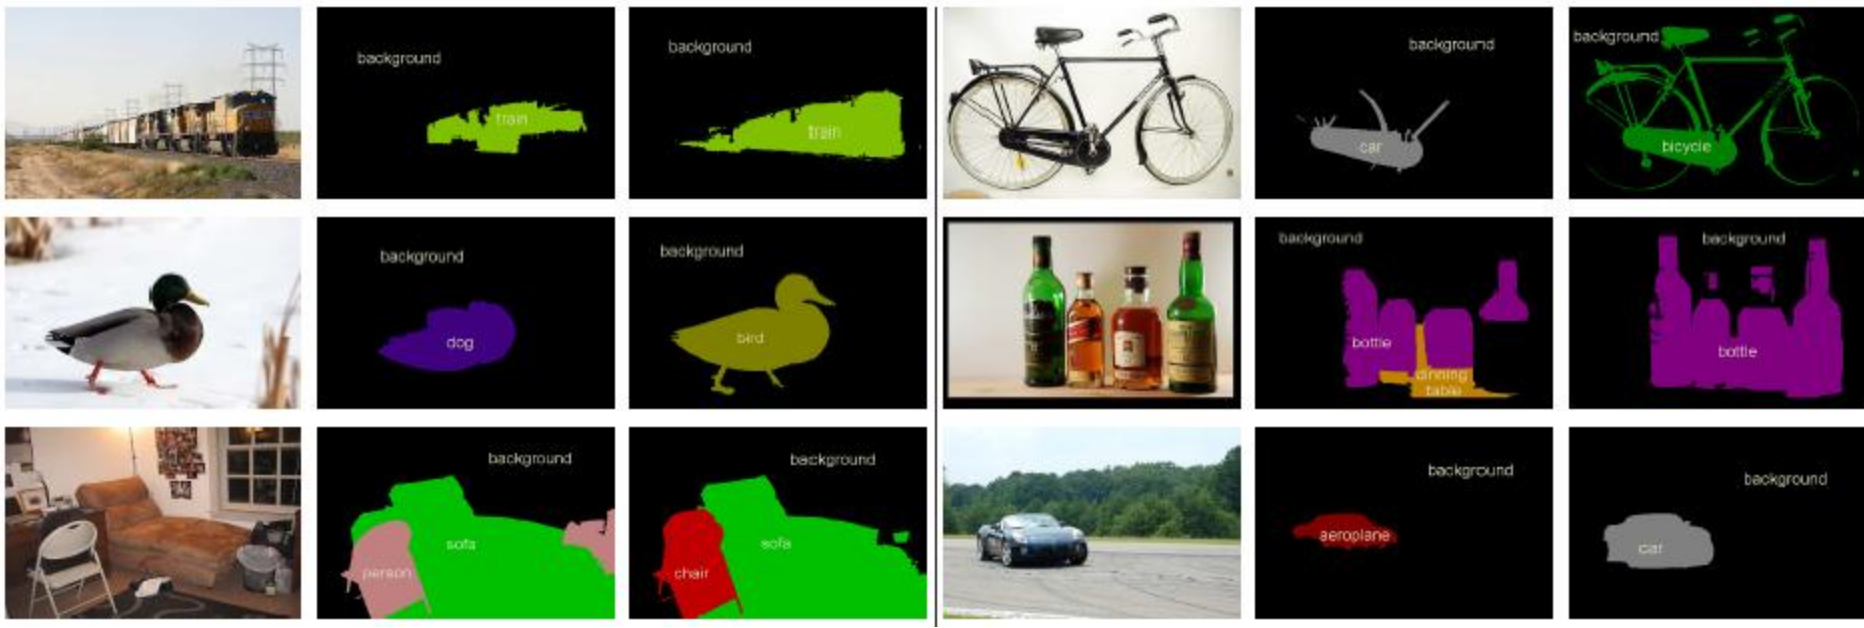 background
train
background
train
background
car
background
bicycle
background
dog
background
bird
background
bottle
dinning
table
background
bottle
background
person
sofa
background
chair
sofa
background
aeroplane
background
car